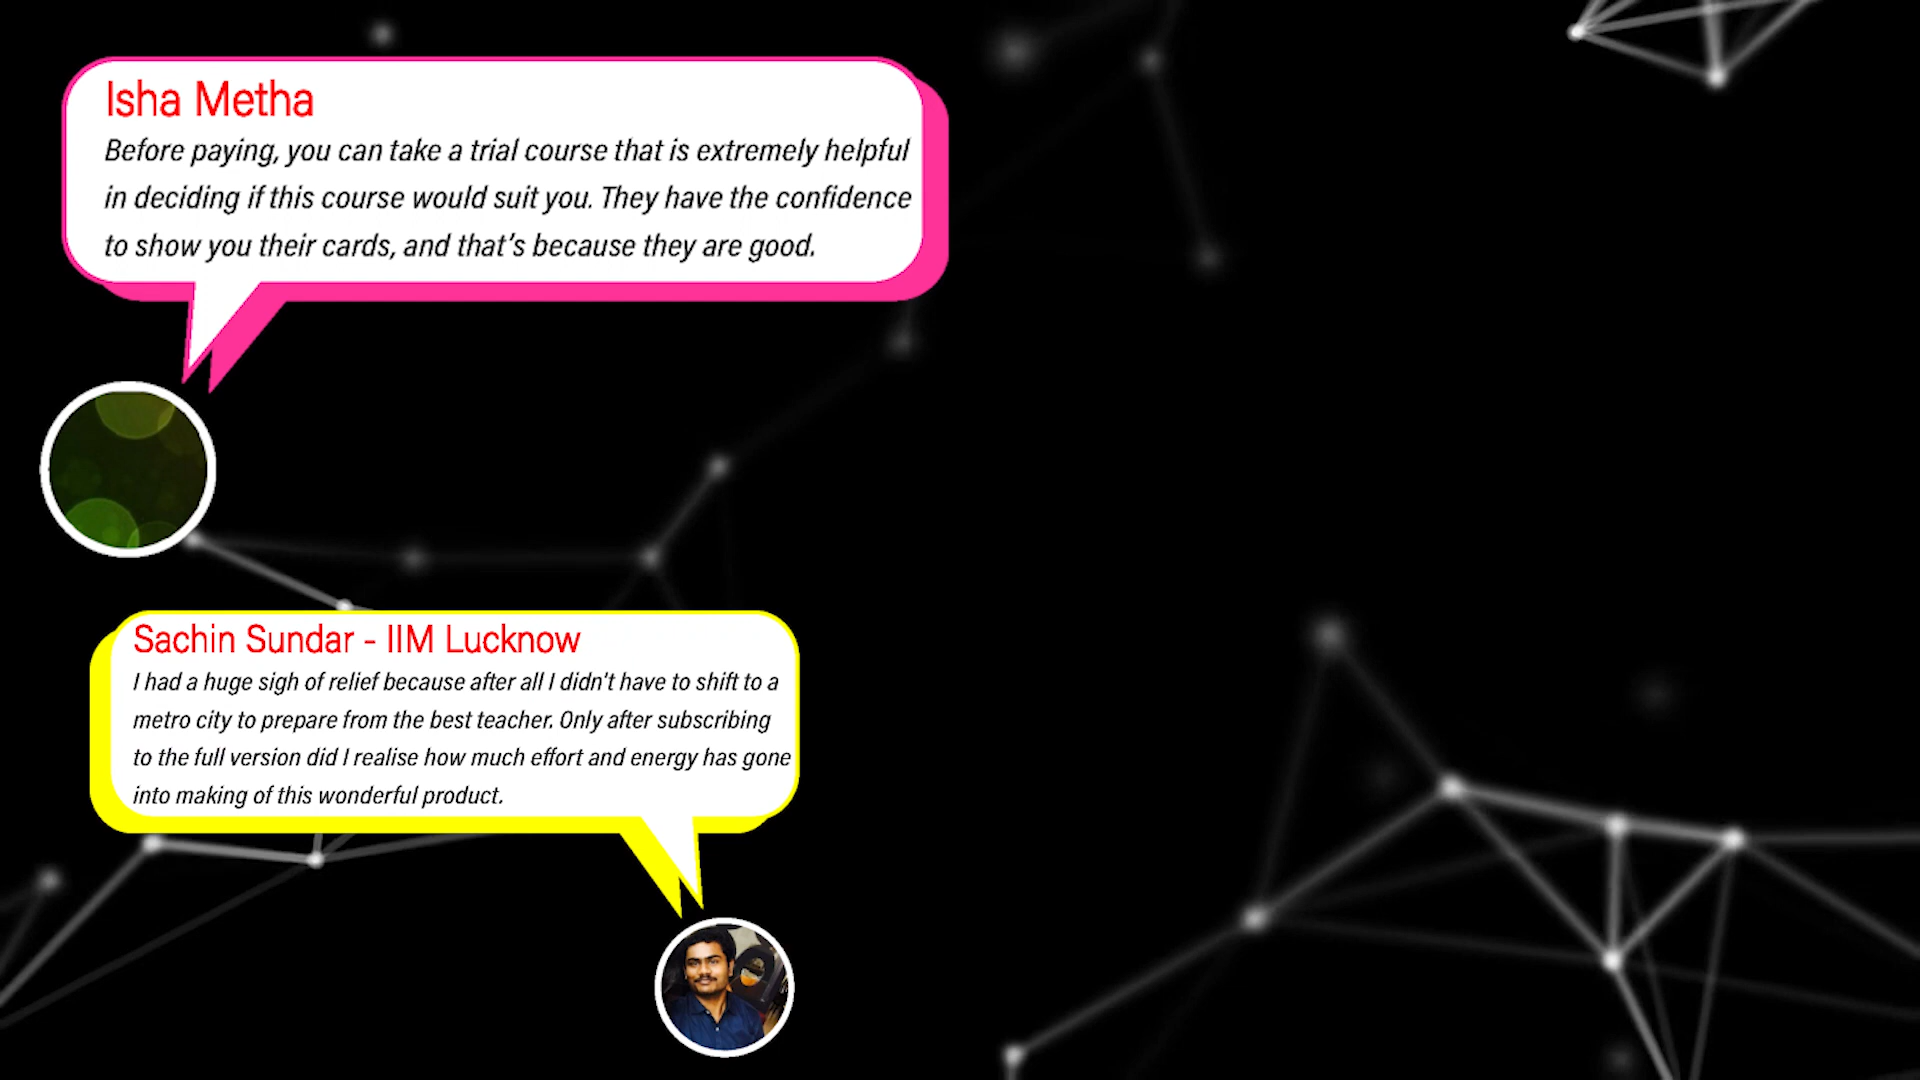 Isha Metha
Before paying, you can take a trial course that is extremely helpful
in deciding if this course would suit you. They have the confidence
to show you their cards, and that's because they are good.
Sachin Sundar - IIM Lucknow
I had a huge sigh of relief because after all I didn't have to shift to a
metro city to prepare from the best teacher. Only after subscribing
to the full version did I realise how much effort and energy has gone
into making of this wonderful product.